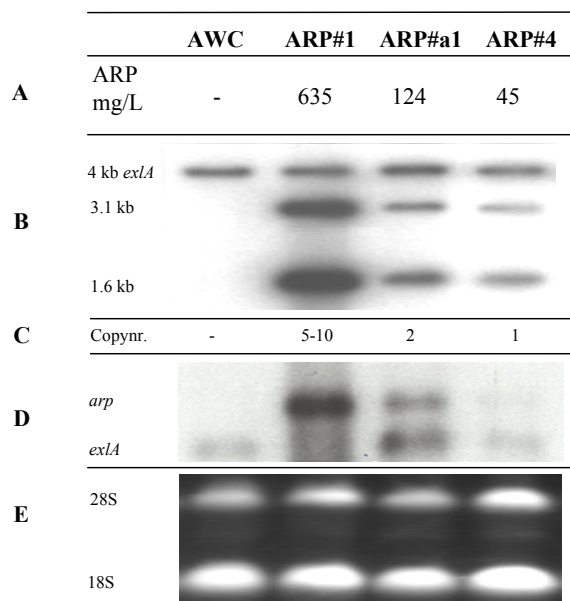 AWC ARP#1 ARP#a1 ARP#4
A ARP mg/L - 635 124 45
4 kb exlA
3.1 kb
B
1.6 kb
C Copynr. - 5-10 2 1
arp
D
exlA
28S
E
18S